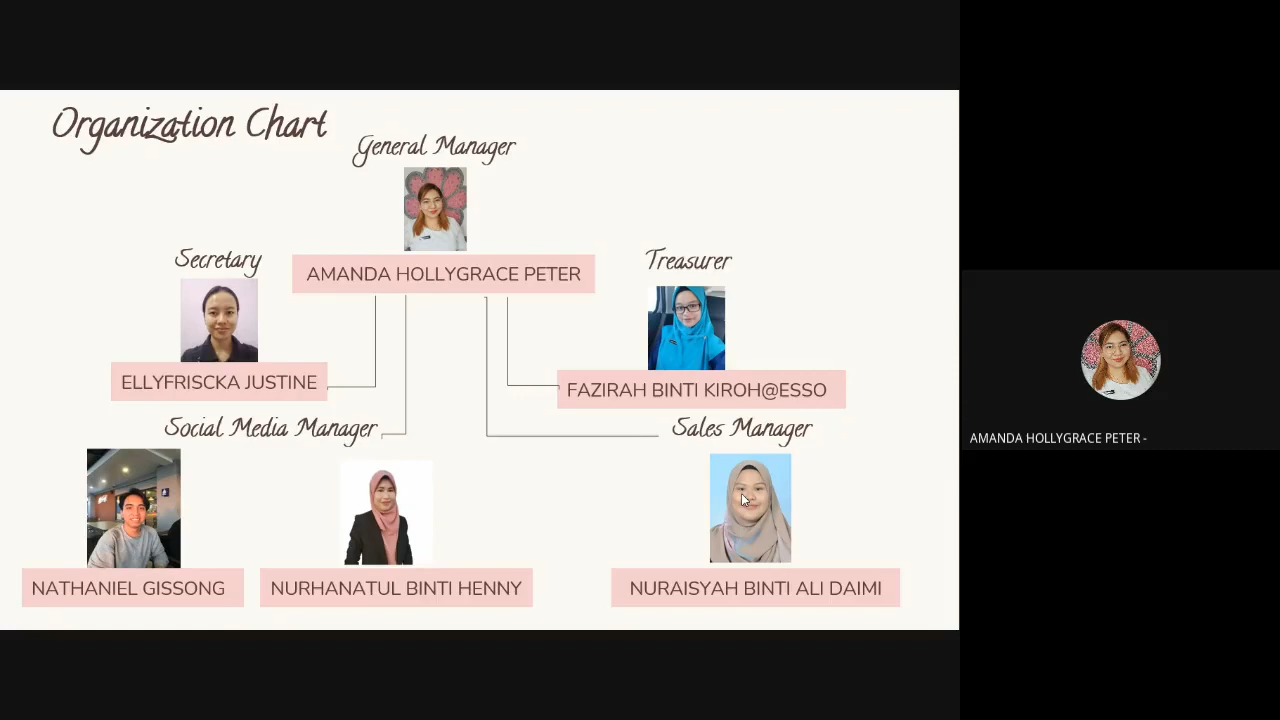 Organization Chart
General Manager
AMANDA HOLLYGRACE PETER
Secretary
ELLYFRISCKA JUSTINE
Treasurer
FAZIRAH BINTI KIROH@ESSO
Social Media Manager
NATHANIEL GISSONG
NURHANATUL BINTI HENNY
Sales Manager
NURAISYAH BINTI ALI DAIMI
AMANDA HOLLYGRACE PETER -